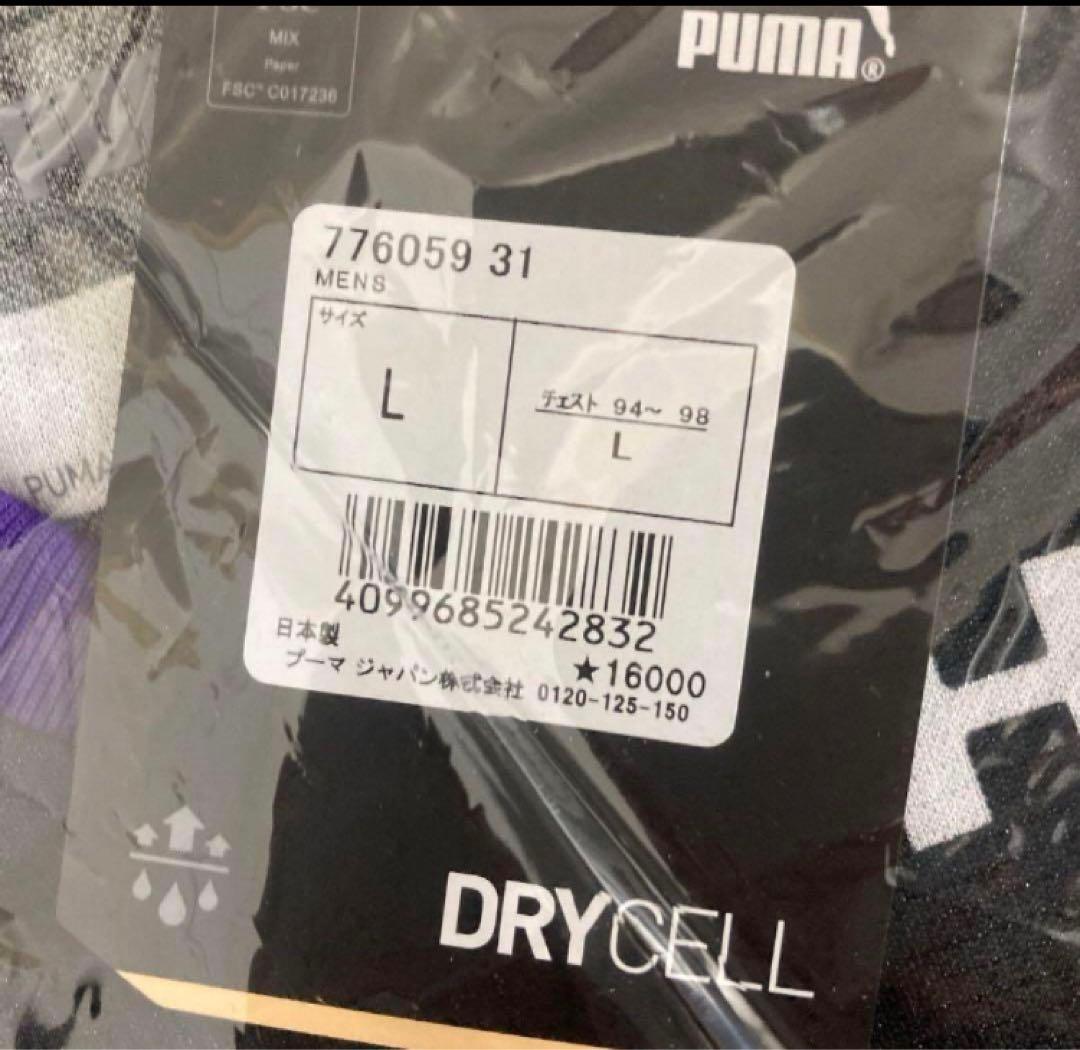 MIX
Paper
FSC™ C017236
PUMA®
776059 31
MENS
サイズ
L
チェスト 94～ 98
L
4099685242832
日本製
★16000
プーマ ジャパン株式会社 0120-125-150
PUMA
DRYCELL